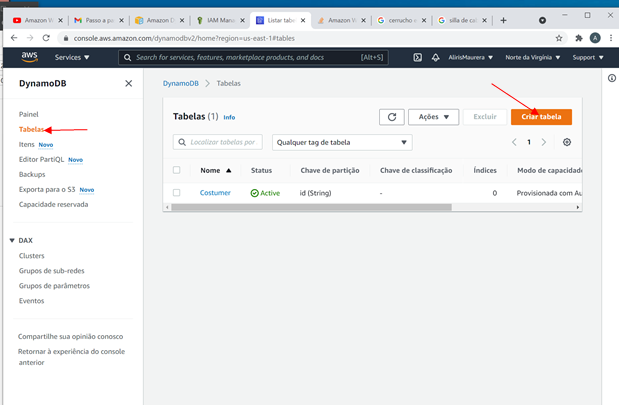 Amazon V
Passo a pa
Amazon D
IAM Mana
Listar tabe
Amazon V
cerrucho e
silla de cal
console.aws.amazon.com/dynamodbv2/home?region=us-east-1#tables
A
aws
Services
Search for services, features, marketplace products, and docs
[Alt+S]
AlirisMaurera
Norte da Virgínia
Support
DynamoDB
Painel
Tabelas
Itens Novo
Editor PartiQL Novo
Backups
Exporta para o S3 Novo
Capacidade reservada
DAX
Clusters
Grupos de sub-redes
Grupos de parâmetros
Eventos
Compartilhe sua opinião conosco
Retornar à experiência do console
anterior
DynamoDB > Tabelas
Tabelas (1) Info
Ações
Excluir
Criar tabela
Localizar tabelas por
Qualquer tag de tabela
1
Nome
Status
Chave de partição
Chave de classificação
Índices
Modo de capacidad
Costumer
Active
id (String)
-
0
Provisionada com Au